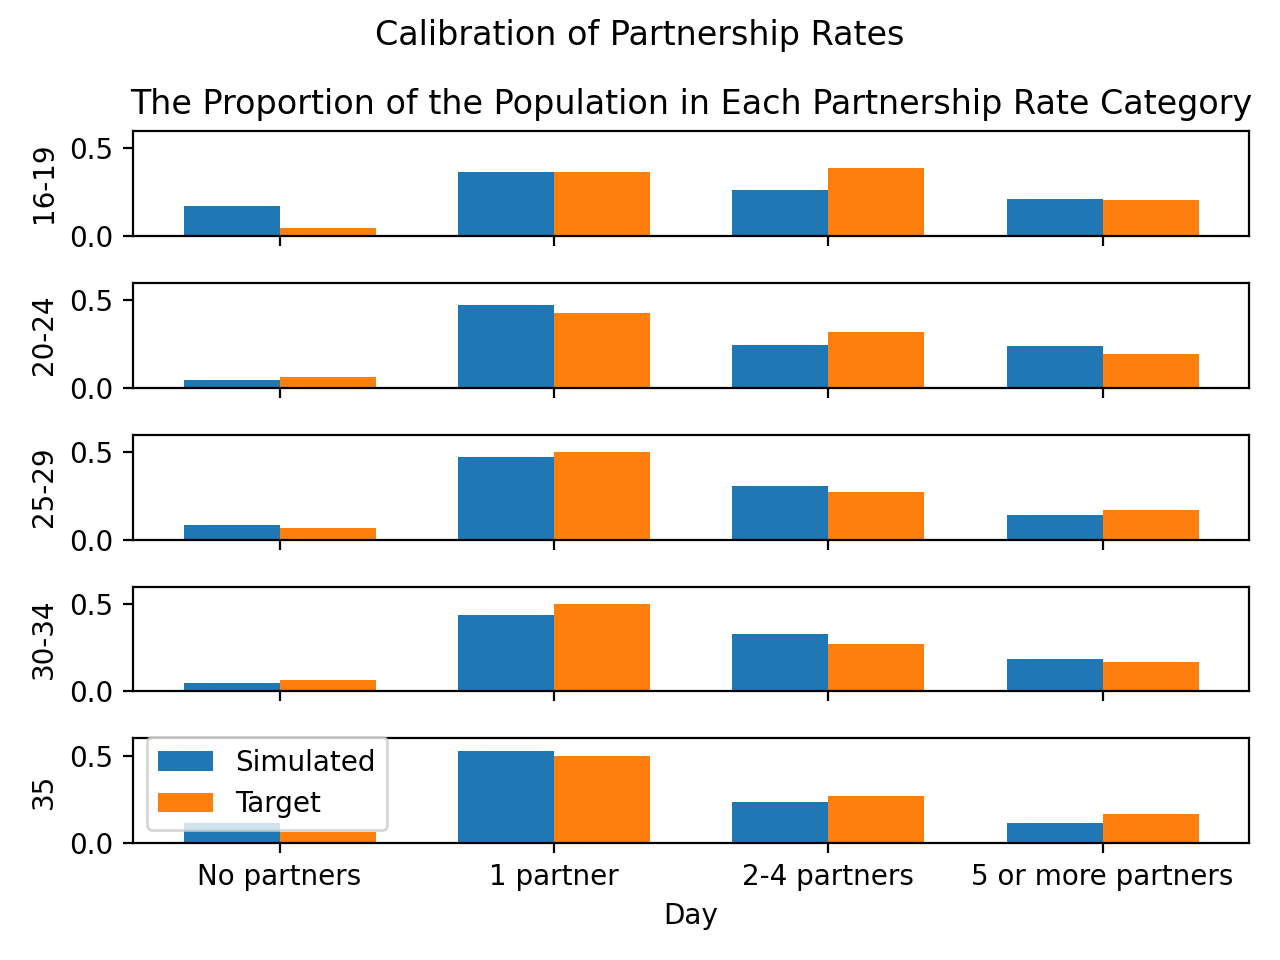 Calibration of Partnership Rates
The Proportion of the Population in Each Partnership Rate Category
0.5
16-19
0.0
0.5
20-24
0.0
0.5
25-29
0.0
0.5
30-34
0.0
0.5
35
0.0
Simulated
Target
No partners 1 partner 2-4 partners 5 or more partners
Day